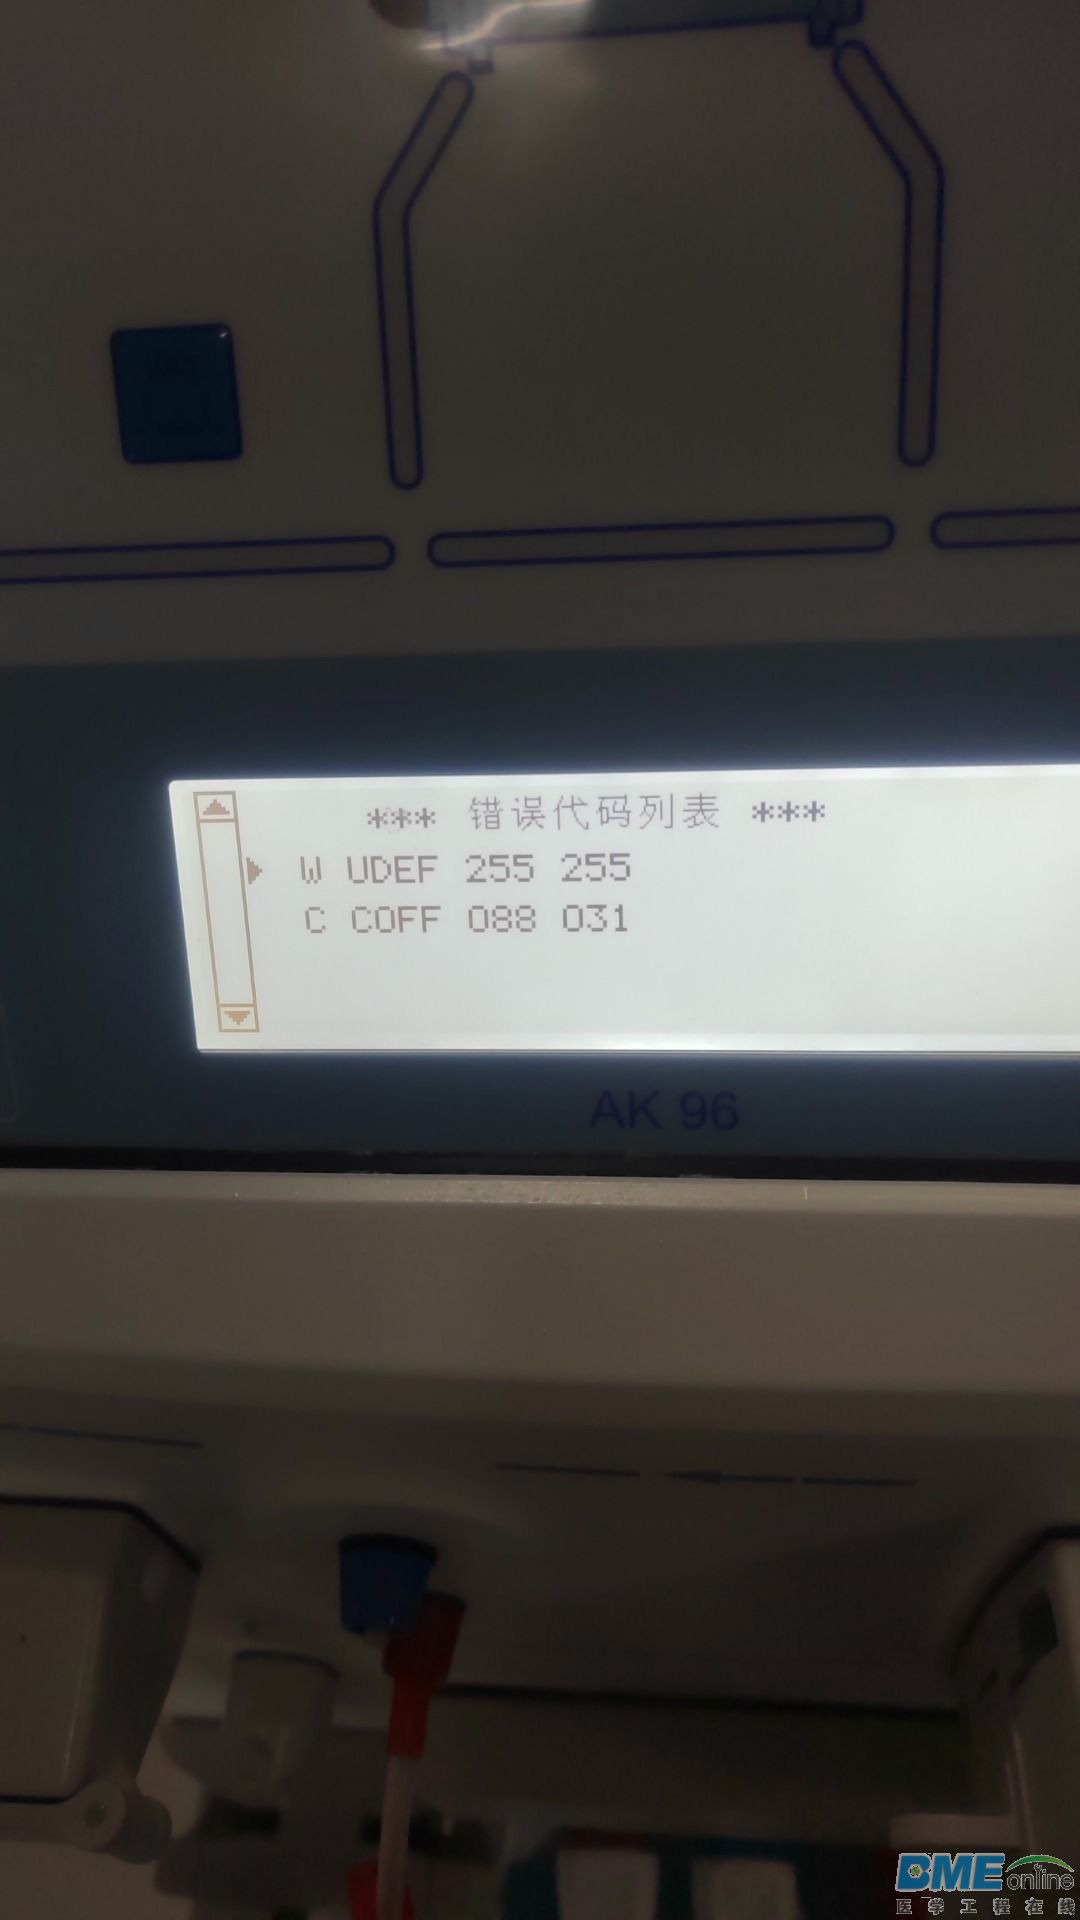 *** 错误代码列表 ***
W UDEF 255 255
C COFF 088 031
AK 96
BME online
医学工程在线